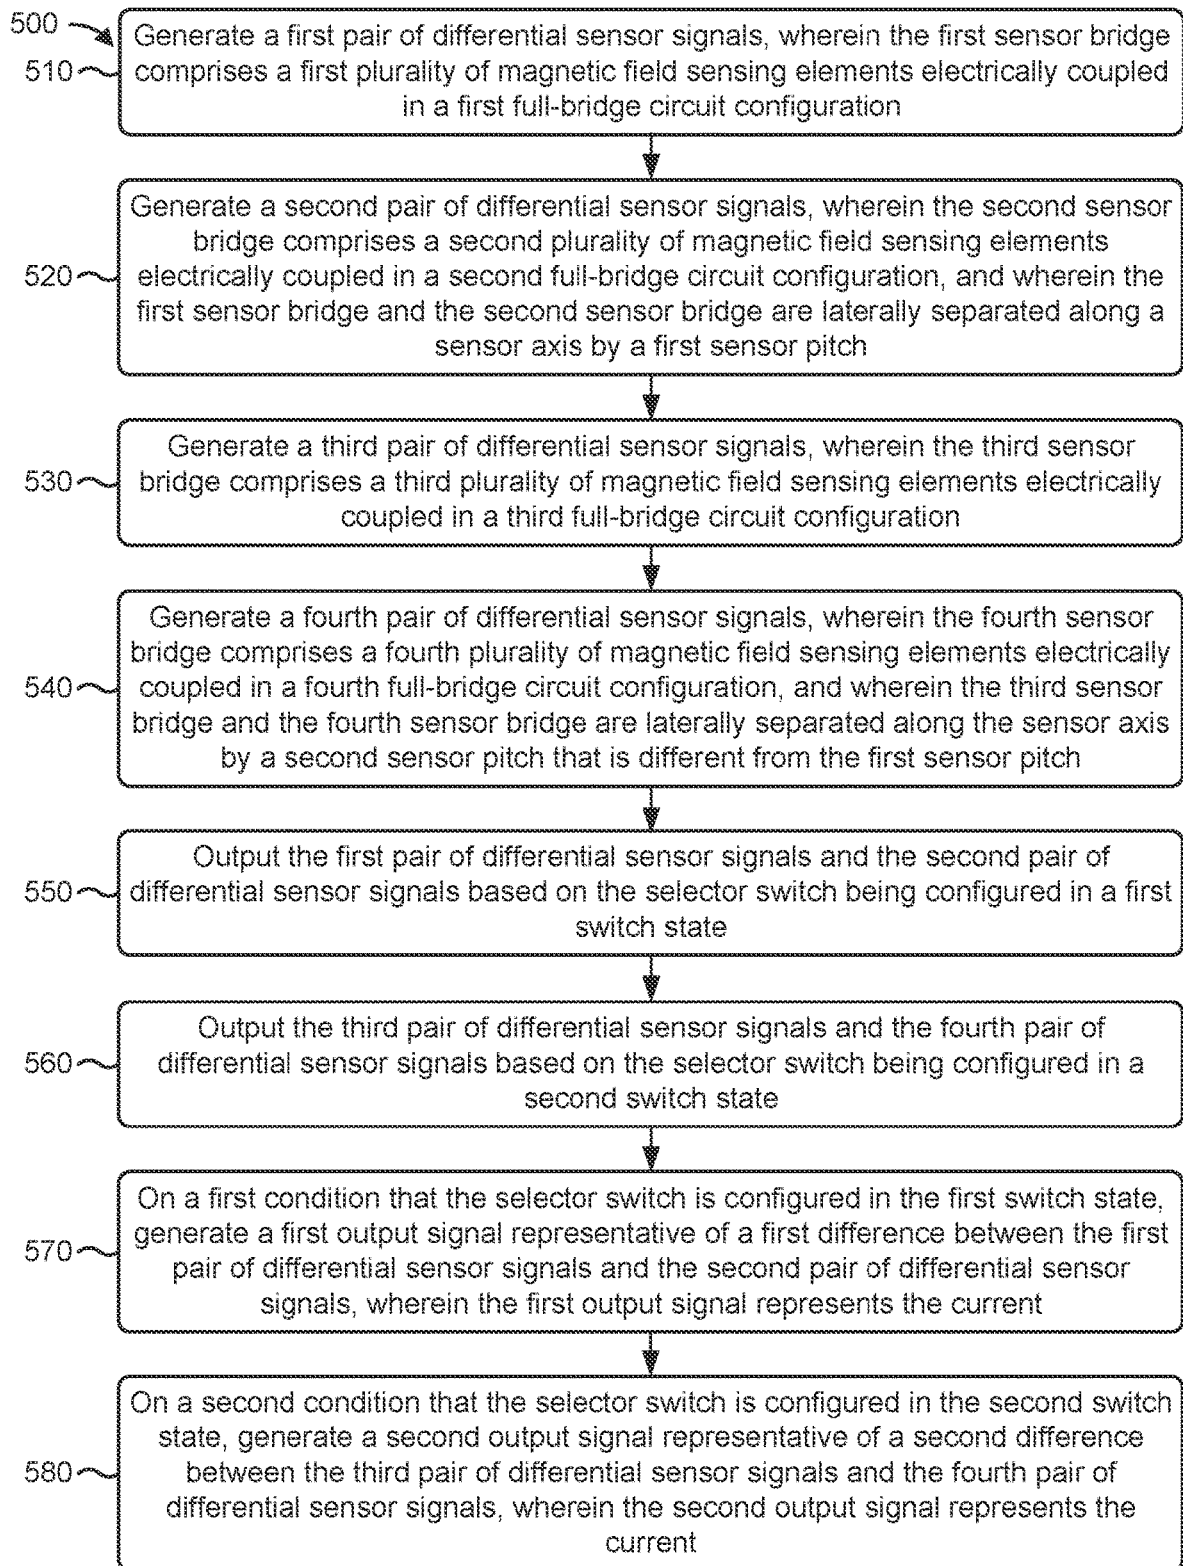 500
Generate a first pair of differential sensor signals, wherein the first sensor bridge
510
comprises a first plurality of magnetic field sensing elements electrically coupled
in a first full-bridge circuit configuration
Generate a second pair of differential sensor signals, wherein the second sensor
bridge comprises a second plurality of magnetic field sensing elements
520
electrically coupled in a second full-bridge circuit configuration, and wherein the
first sensor bridge and the second sensor bridge are laterally separated along a
sensor axis by a first sensor pitch
Generate a third pair of differential sensor signals, wherein the third sensor
530
bridge comprises a third plurality of magnetic field sensing elements electrically
coupled in a third full-bridge circuit configuration
Generate a fourth pair of differential sensor signals, wherein the fourth sensor
bridge comprises a fourth plurality of magnetic field sensing elements electrically
540
coupled in a fourth full-bridge circuit configuration, and wherein the third sensor
bridge and the fourth sensor bridge are laterally separated along the sensor axis
by a second sensor pitch that is different from the first sensor pitch
Output the first pair of differential sensor signals and the second pair of
550
differential sensor signals based on the selector switch being configured in a first
switch state
Output the third pair of differential sensor signals and the fourth pair of
560
differential sensor signals based on the selector switch being configured in a
second switch state
On a first condition that the selector switch is configured in the first switch state,
generate a first output signal representative of a first difference between the first
570
pair of differential sensor signals and the second pair of differential sensor
signals, wherein the first output signal represents the current
On a second condition that the selector switch is configured in the second switch
state, generate a second output signal representative of a second difference
580
between the third pair of differential sensor signals and the fourth pair of
differential sensor signals, wherein the second output signal represents the
current